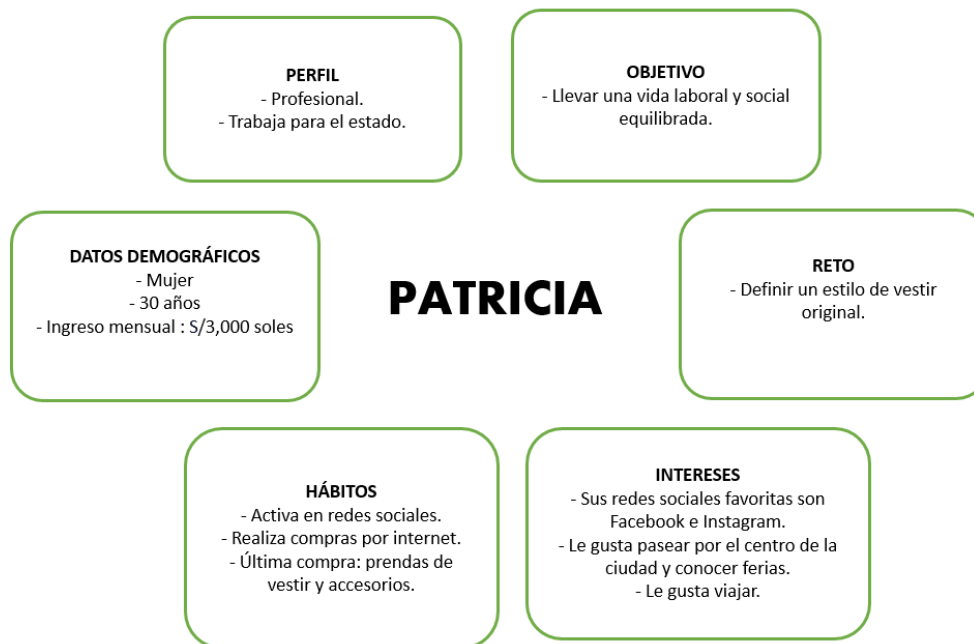 PERFIL
- Profesional.
- Trabaja para el estado.
OBJETIVO
- Llevar una vida laboral y social
equilibrada.
DATOS DEMOGRÁFICOS
- Mujer
- 30 años
- Ingreso mensual : S/3,000 soles
PATRICIA
RETO
- Definir un estilo de vestir
original.
HÁBITOS
- Activa en redes sociales.
- Realiza compras por internet.
- Última compra: prendas de
vestir y accesorios.
INTERESES
- Sus redes sociales favoritas son
Facebook e Instagram.
- Le gusta pasear por el centro de la
ciudad y conocer ferias.
- Le gusta viajar.